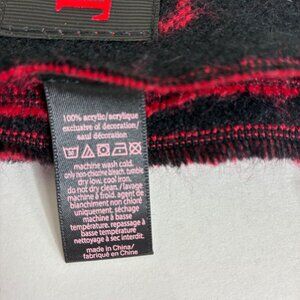 100% acrylic/acrylique
exclusive of decoration/
saul décoration
machine wash cold.
only non-chlorine bleach. tumble
dry low. cool iron.
do not dry clean. / lavage
machine à froid. agent de
blanchiment non chloré
uniquement. séchage
machine à basse
température. repassage à
basse température
nettoyage à sec interdit.
made in China/
fabriqué en Chine